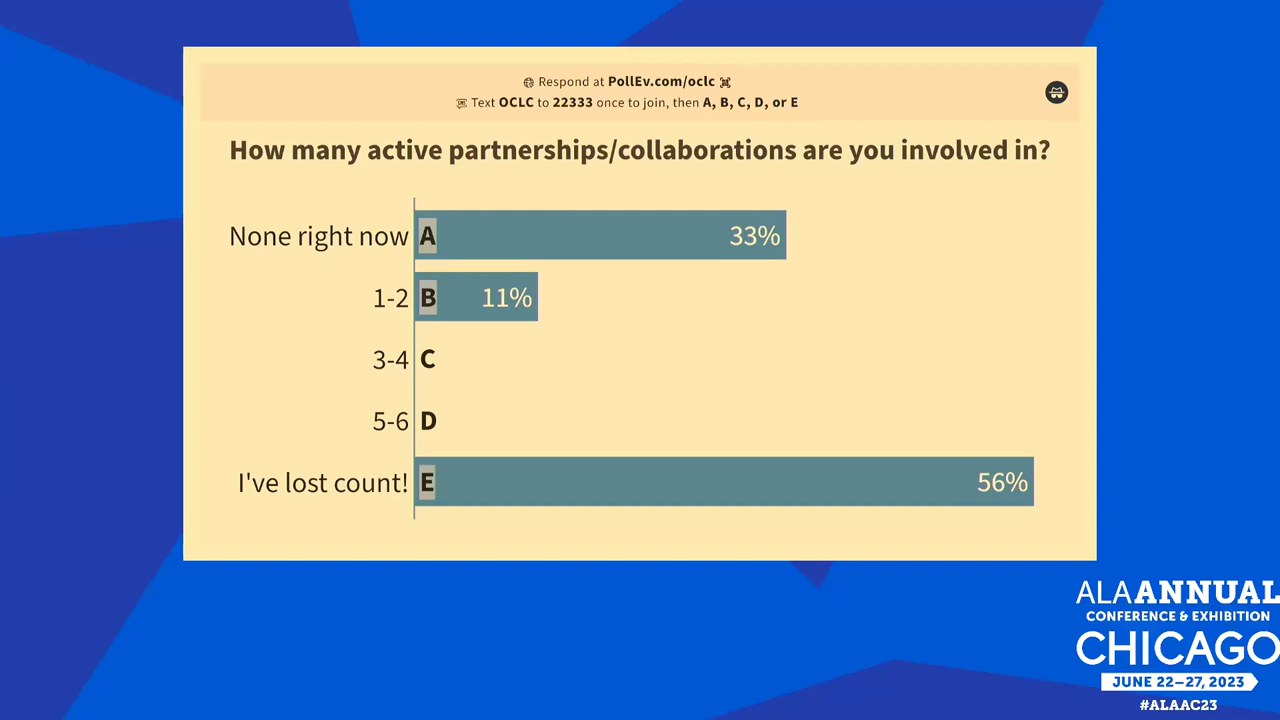 Respond at PollEv.com/oclc
Text OCLC to 22333 once to join, then A, B, C, D, or E
How many active partnerships/collaborations are you involved in?
None right now A 33%
1-2 B 11%
3-4 C
5-6 D
I've lost count! E 56%
ALA ANNUAL
CONFERENCE & EXHIBITION
CHICAGO
JUNE 22–27, 2023
#ALAAC23